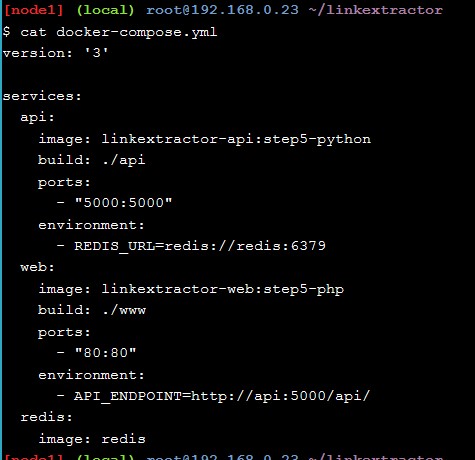 [node1] (local) root@192.168.0.23 ~/linkextractor
$ cat docker-compose.yml
version: '3'

services:
  api:
    image: linkextractor-api:step5-python
    build: ./api
    ports:
      - "5000:5000"
    environment:
      - REDIS_URL=redis://redis:6379
  web:
    image: linkextractor-web:step5-php
    build: ./www
    ports:
      - "80:80"
    environment:
      - API_ENDPOINT=http://api:5000/api/
  redis:
    image: redis
[node1] (local) root@192.168.0.23 ~/linkextractor